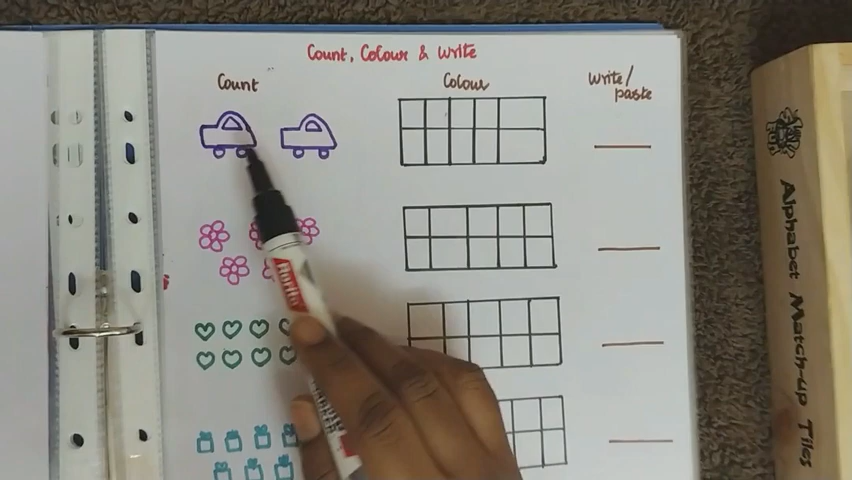 Count, Colour & Write
Count
Colour
Write/
paste
Alphabet Match-up Tiles